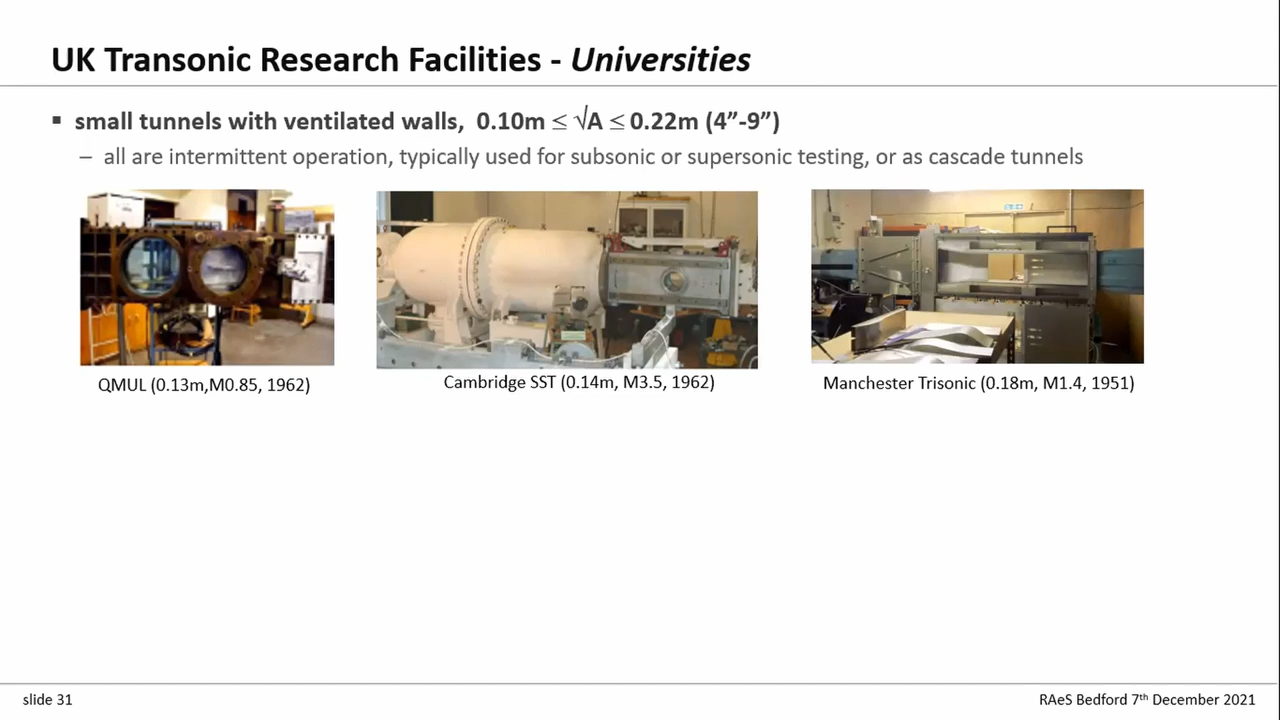 UK Transonic Research Facilities - Universities
▪ small tunnels with ventilated walls, 0.10m ≤ √A ≤ 0.22m (4”-9”)
– all are intermittent operation, typically used for subsonic or supersonic testing, or as cascade tunnels
QMUL (0.13m,M0.85, 1962)
Cambridge SST (0.14m, M3.5, 1962)
Manchester Trisonic (0.18m, M1.4, 1951)
slide 31
RAeS Bedford 7th December 2021